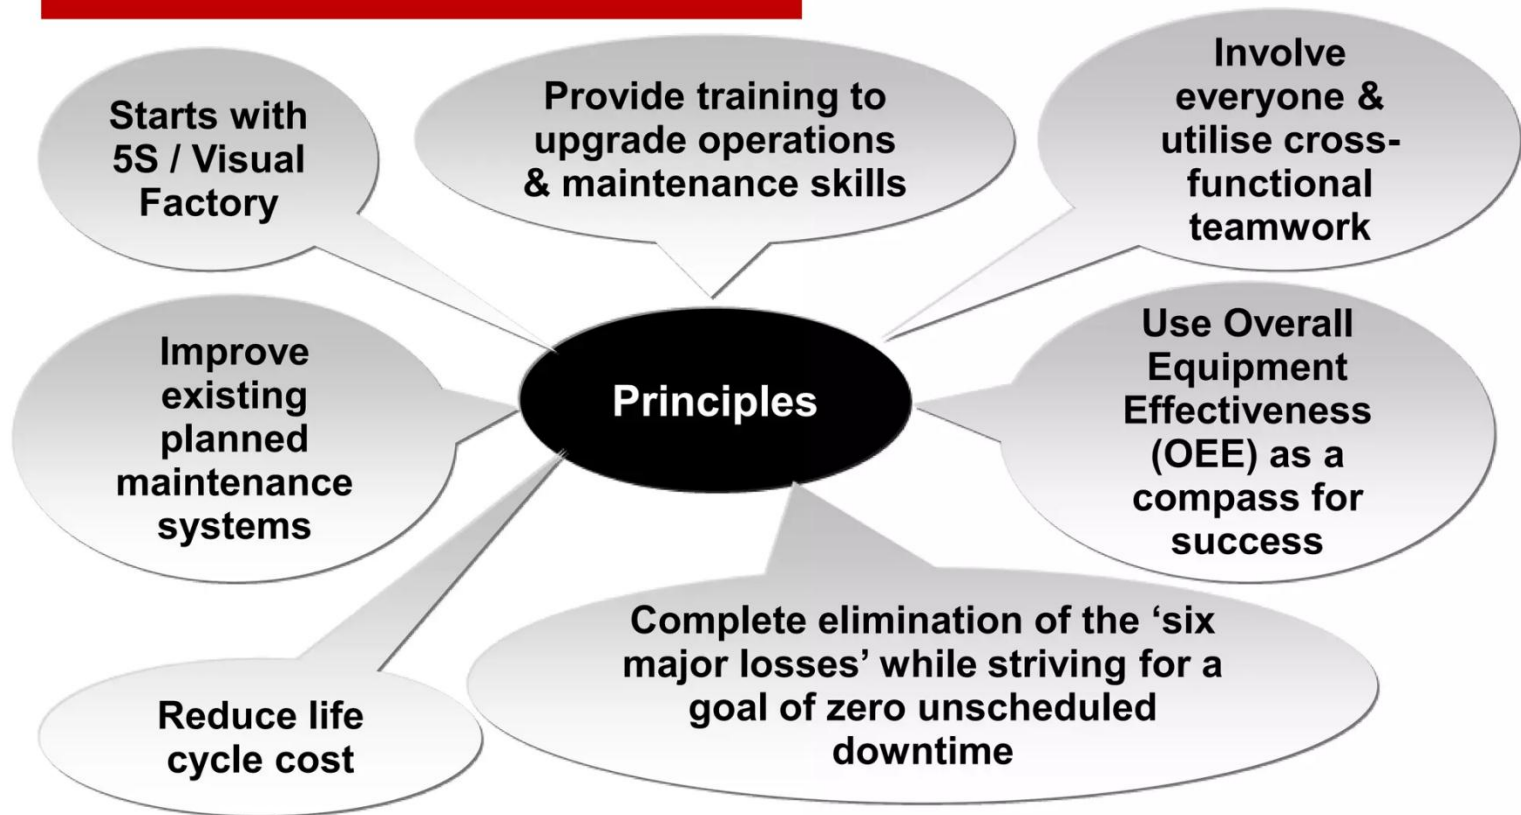 Starts with
5S / Visual
Factory
Provide training to
upgrade operations
& maintenance skills
Involve
everyone &
utilise cross-
functional
teamwork
Improve
existing
planned
maintenance
systems
Principles
Use Overall
Equipment
Effectiveness
(OEE) as a
compass for
success
Reduce life
cycle cost
Complete elimination of the ‘six
major losses’ while striving for a
goal of zero unscheduled
downtime